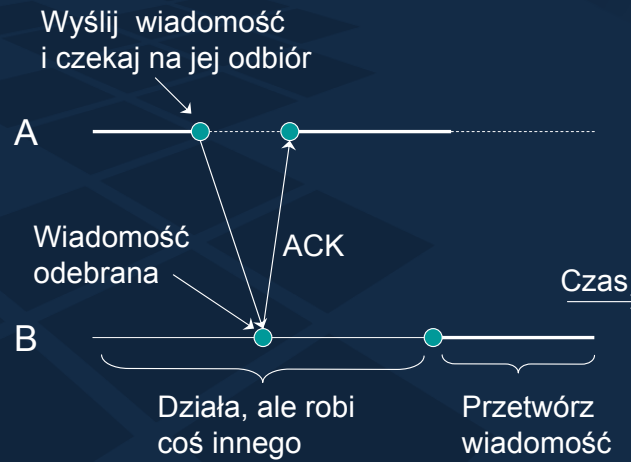 Wyślij wiadomość
i czekaj na jej odbiór
A
Wiadomość
odebrana
ACK
Czas
B
Działa, ale robi
coś innego
Przetwórz
wiadomość